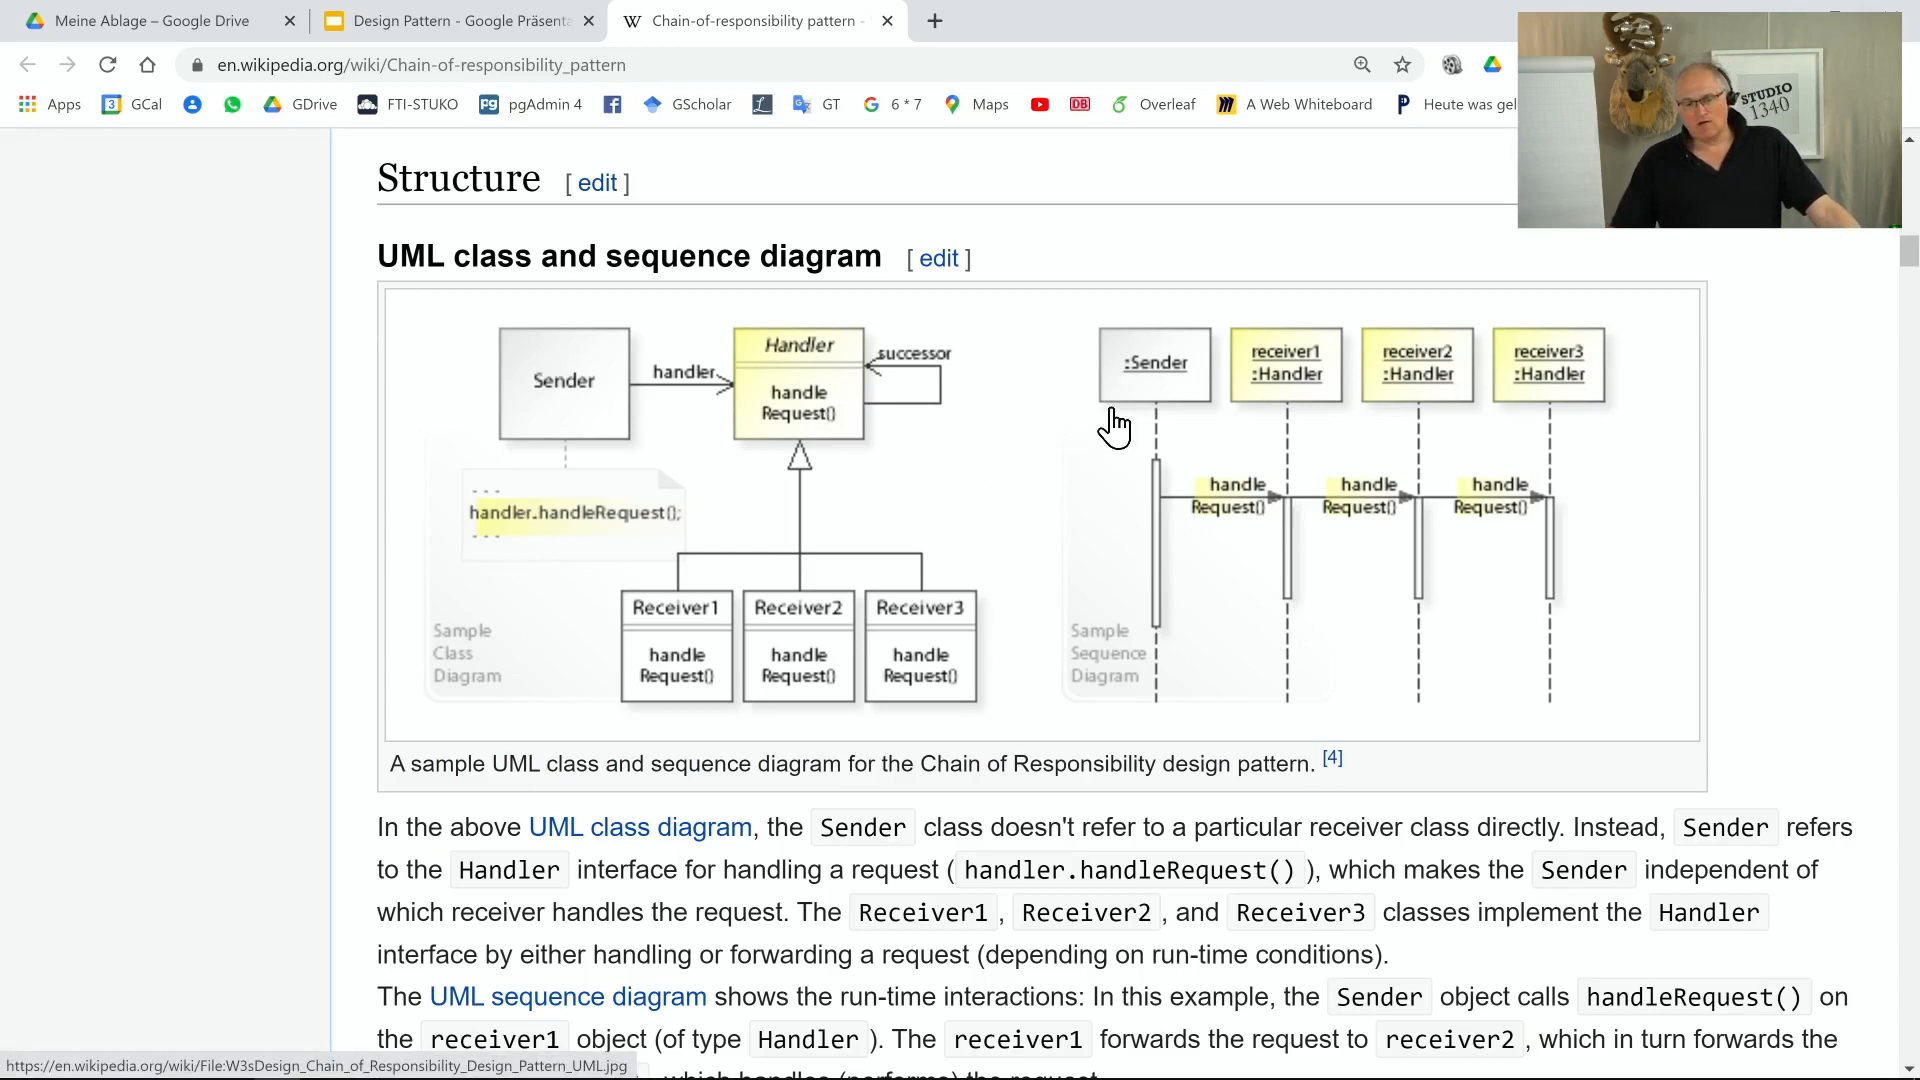 Meine Ablage – Google Drive
Design Pattern - Google Präsenta
Chain-of-responsibility pattern -
en.wikipedia.org/wiki/Chain-of-responsibility_pattern
Apps
3
GCal
GDrive
FTI-STUKO
pg
pgAdmin 4
GScholar
GT
6 * 7
Maps
DB
Overleaf
A Web Whiteboard
Heute was gel
STUDIO
1340
Structure [ edit ]
UML class and sequence diagram [ edit ]
Sender
handler
Handler
handle
Request()
successor
- - -
handler.handleRequest();
- - -
Receiver1
handle
Request()
Receiver2
handle
Request()
Receiver3
handle
Request()
Sample
Class
Diagram
:Sender
receiver1
:Handler
receiver2
:Handler
receiver3
:Handler
handle
Request()
handle
Request()
handle
Request()
Sample
Sequence
Diagram
A sample UML class and sequence diagram for the Chain of Responsibility design pattern. [4]
In the above UML class diagram, the Sender class doesn't refer to a particular receiver class directly. Instead, Sender refers
to the Handler interface for handling a request ( handler.handleRequest() ), which makes the Sender independent of
which receiver handles the request. The Receiver1 , Receiver2 , and Receiver3 classes implement the Handler
interface by either handling or forwarding a request (depending on run-time conditions).
The UML sequence diagram shows the run-time interactions: In this example, the Sender object calls handleRequest() on
the receiver1 object (of type Handler ). The receiver1 forwards the request to receiver2 , which in turn forwards the
, which handles (performs) the request.
https://en.wikipedia.org/wiki/File:W3sDesign_Chain_of_Responsibility_Design_Pattern_UML.jpg